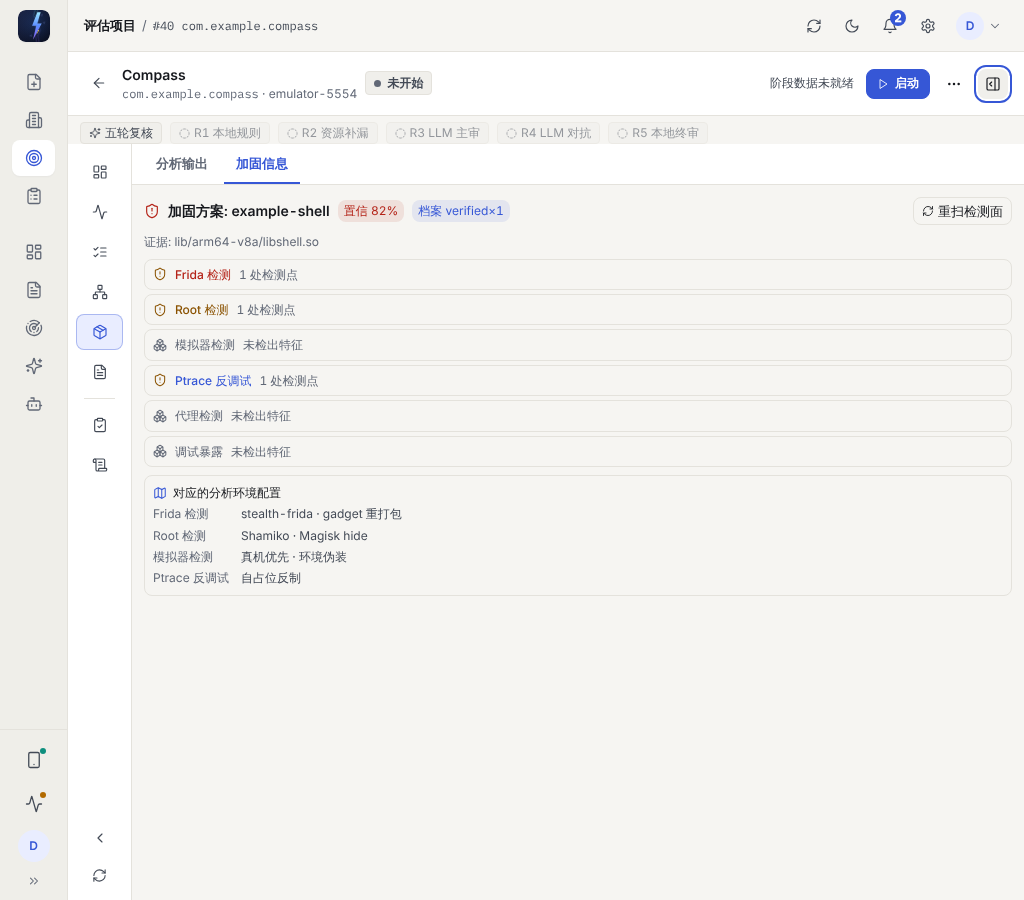 评估项目 / #40 com.example.compass
2
D
Compass
com.example.compass · emulator-5554
未开始
阶段数据未就绪
启动
五轮复核
R1 本地规则
R2 资源补漏
R3 LLM 主审
R4 LLM 对抗
R5 本地终审
分析输出
加固信息
加固方案: example-shell
置信 82%
档案 verified×1
重扫检测面
证据: lib/arm64-v8a/libshell.so
Frida 检测 1 处检测点
Root 检测 1 处检测点
模拟器检测 未检出特征
Ptrace 反调试 1 处检测点
代理检测 未检出特征
调试暴露 未检出特征
对应的分析环境配置
Frida 检测 stealth-frida · gadget 重打包
Root 检测 Shamiko · Magisk hide
模拟器检测 真机优先 · 环境伪装
Ptrace 反调试 自占位反制
D